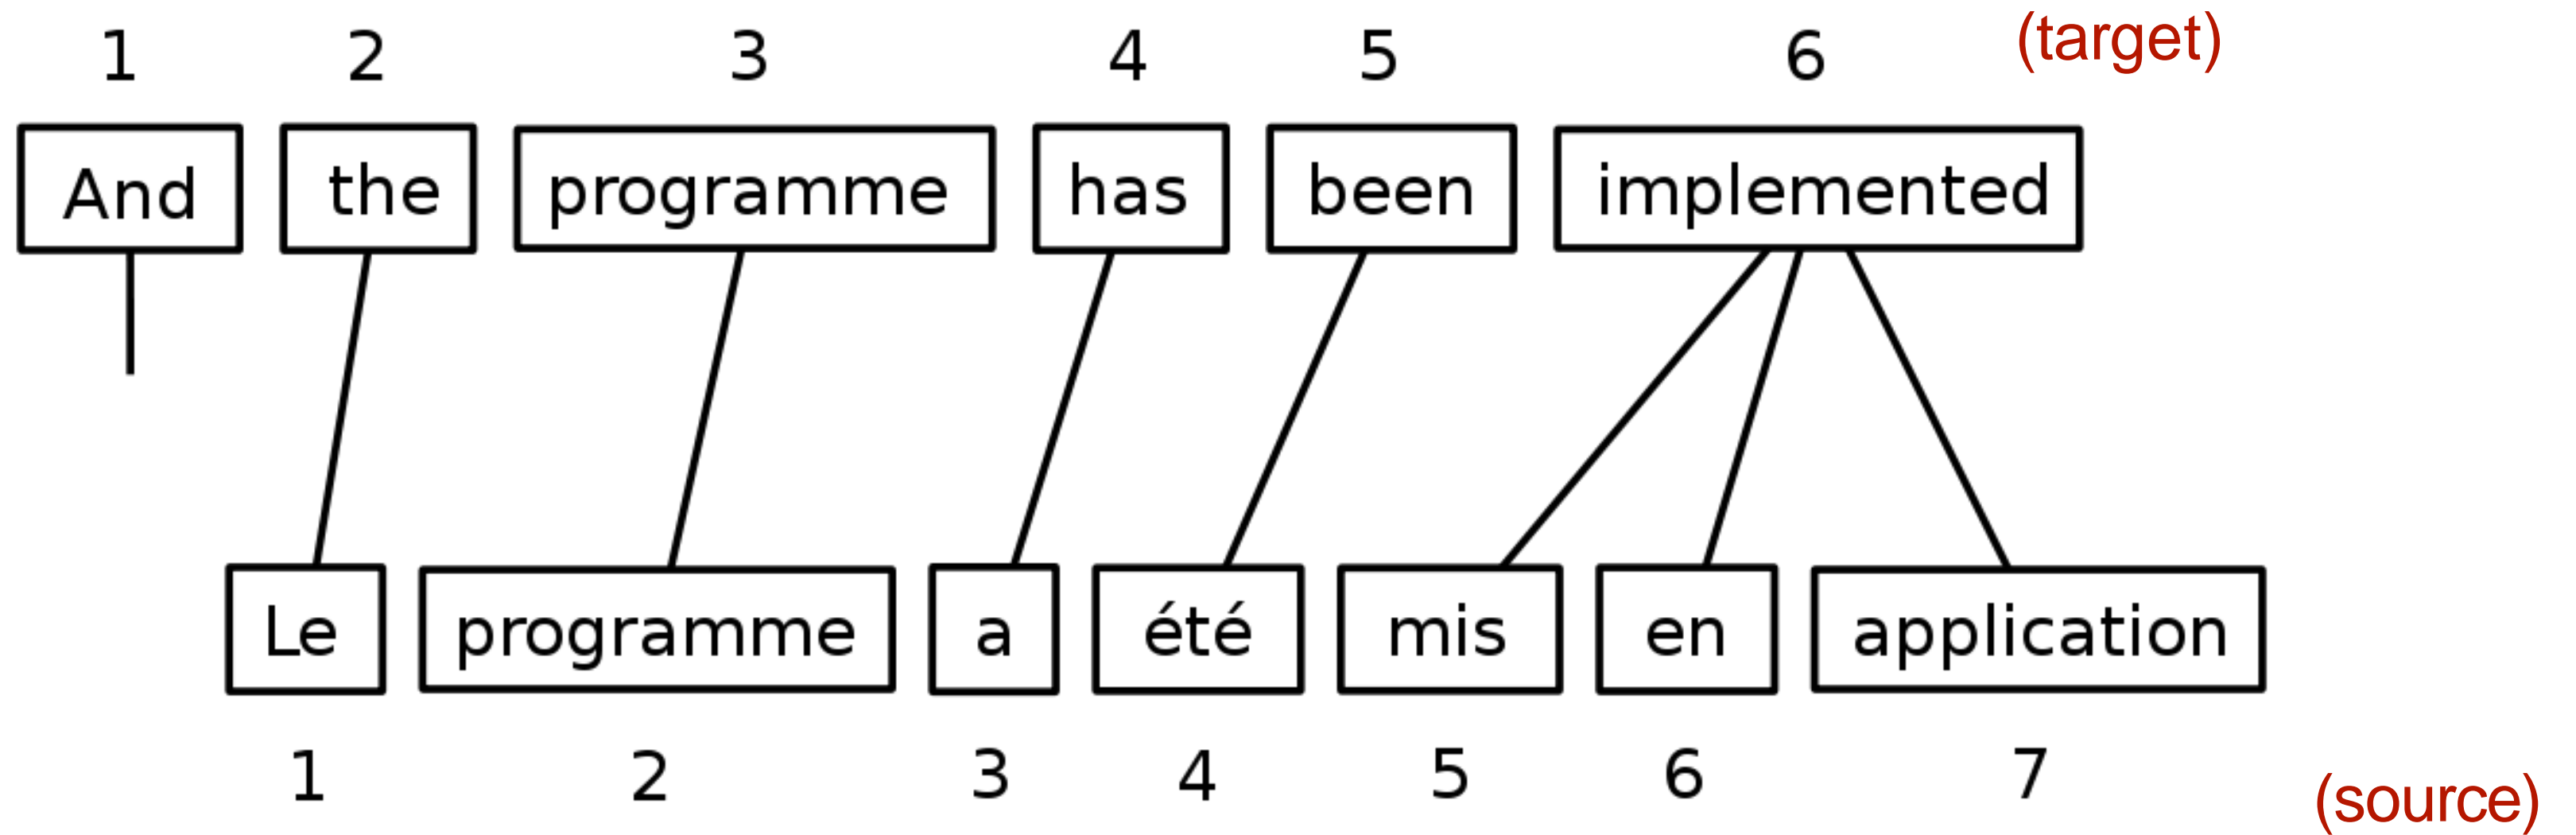 1 2 3 4 5 6 (target)
And the programme has been implemented
Le programme a été mis en application
1 2 3 4 5 6 7 (source)